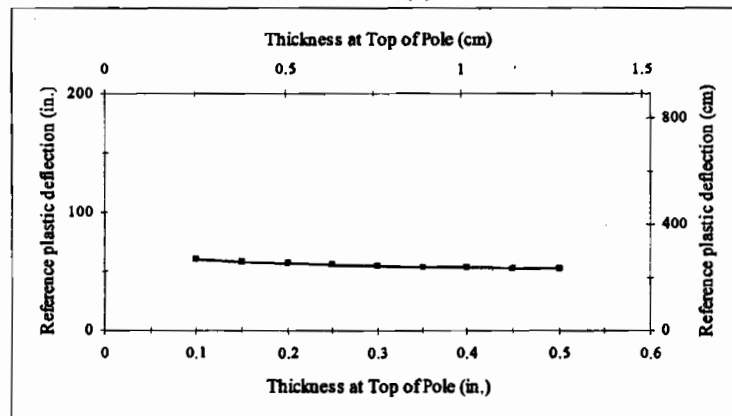 Thickness at Top of Pole (cm)
0 0.5 1 1.5
Reference plastic deflection (in.)
200
100
0
Reference plastic deflection (cm)
800
400
0
0 0.1 0.2 0.3 0.4 0.5 0.6
Thickness at Top of Pole (in.)